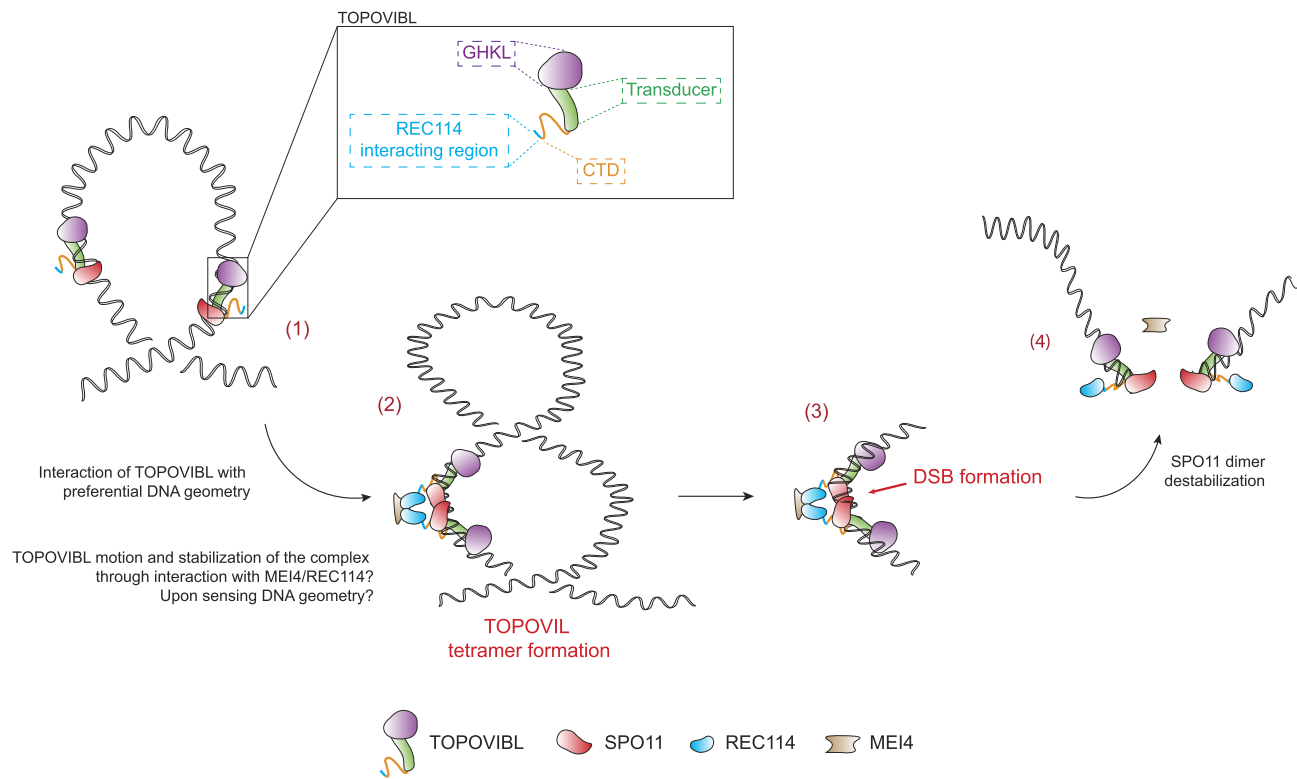 TOPOVIBL
GHKL
Transducer
REC114
interacting region
CTD
(1)
(2)
(3)
(4)
Interaction of TOPOVIBL with
preferential DNA geometry
TOPOVIBL motion and stabilization of the complex
through interaction with MEI4/REC114?
Upon sensing DNA geometry?
DSB formation
SPO11 dimer
destabilization
TOPOVIL
tetramer formation
TOPOVIBL
SPO11
REC114
MEI4